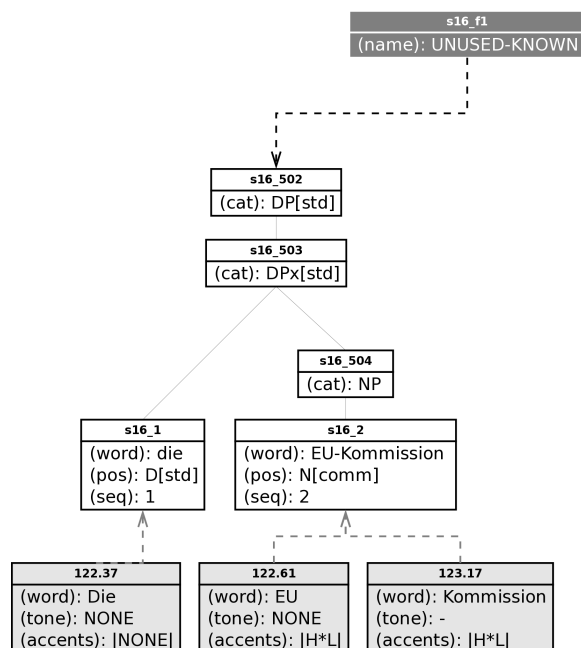 s16_f1
(name): UNUSED-KNOWN
s16_502
(cat): DP[std]
s16_503
(cat): DPx[std]
s16_504
(cat): NP
s16_1
(word): die
(pos): D[std]
(seq): 1
s16_2
(word): EU-Kommission
(pos): N[comm]
(seq): 2
122.37
(word): Die
(tone): NONE
(accents): |NONE|
122.61
(word): EU
(tone): NONE
(accents): |H*L|
123.17
(word): Kommission
(tone): -
(accents): |H*L|